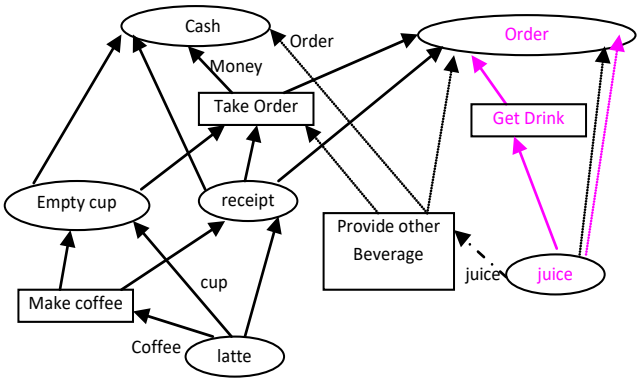 Cash
Order
Order
Money
Take Order
Get Drink
Empty cup
receipt
Provide other
Beverage
juice
juice
cup
Make coffee
Coffee
latte